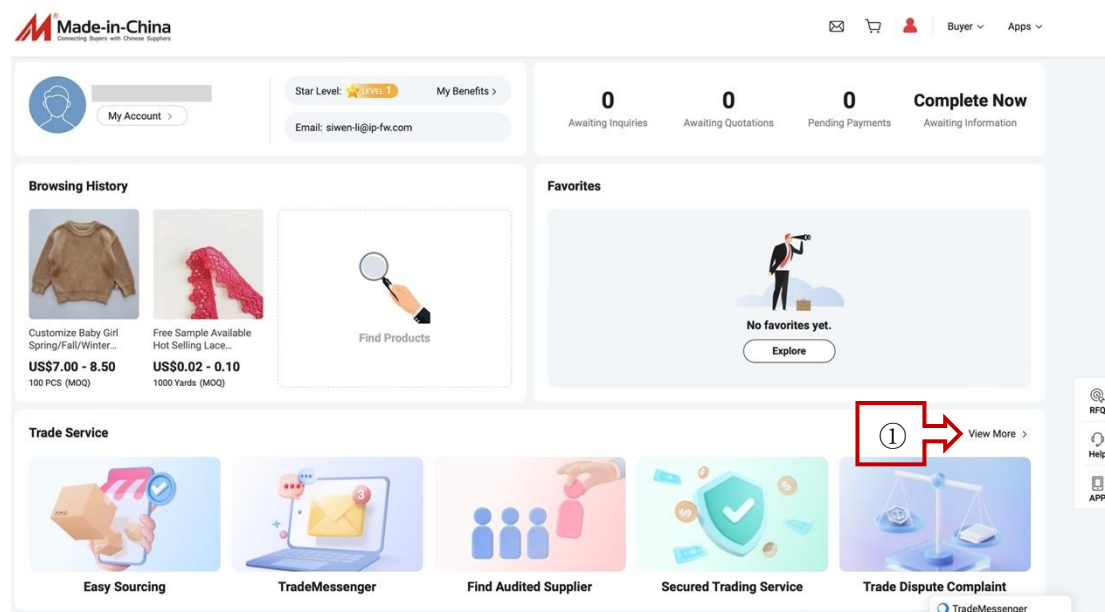 Made-in-China
Connecting Buyers with Chinese Suppliers
Buyer
Apps
My Account >
Star Level: LEVEL 1
My Benefits >
Email: siwen-li@ip-fw.com
0
Awaiting Inquiries
0
Awaiting Quotations
0
Pending Payments
Complete Now
Awaiting Information
Browsing History
Customize Baby Girl
Spring/Fall/Winter...
US$7.00 - 8.50
100 PCS (MOQ)
Free Sample Available
Hot Selling Lace...
US$0.02 - 0.10
1000 Yards (MOQ)
Find Products
Favorites
No favorites yet.
Explore
RFQ
Help
APP
Trade Service
①
View More >
3
Easy Sourcing
TradeMessenger
Find Audited Supplier
Secured Trading Service
Trade Dispute Complaint
TradeMessenger